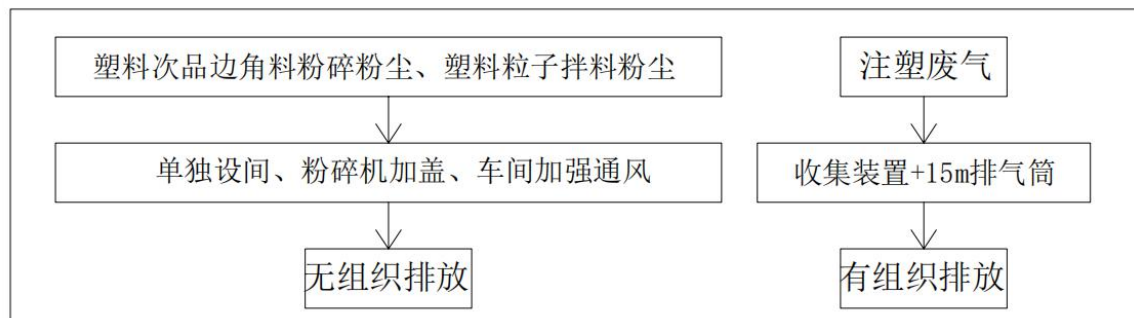 塑料次品边角料粉碎粉尘、塑料粒子拌料粉尘
注塑废气
单独设间、粉碎机加盖、车间加强通风
收集装置+15m排气筒
无组织排放
有组织排放